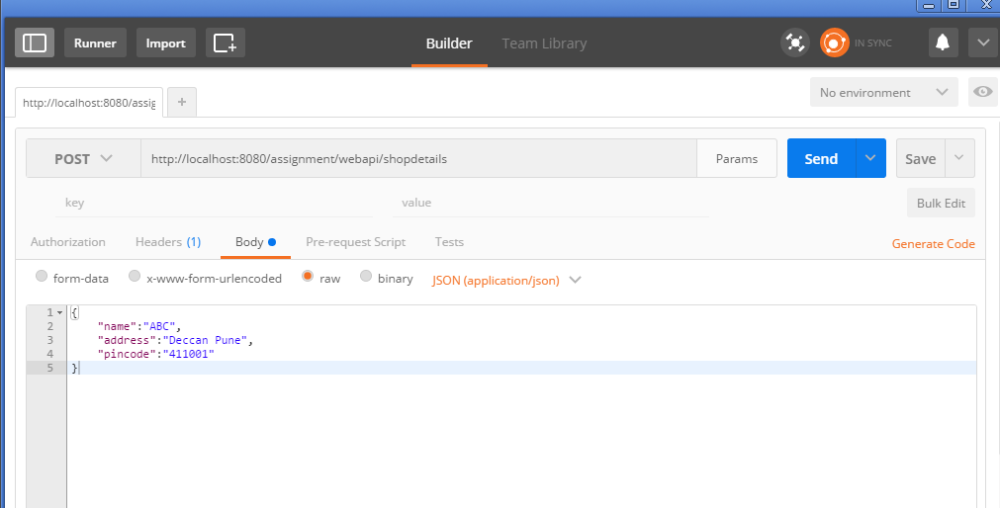 Runner Import Builder Team Library IN SYNC
http://localhost:8080/assig + No environment
POST http://localhost:8080/assignment/webapi/shopdetails Params Send Save
key value Bulk Edit
Authorization Headers (1) Body Pre-request Script Tests Generate Code
form-data x-www-form-urlencoded raw binary JSON (application/json)
1 {
2 "name":"ABC",
3 "address":"Deccan Pune",
4 "pincode":"411001"
5 }